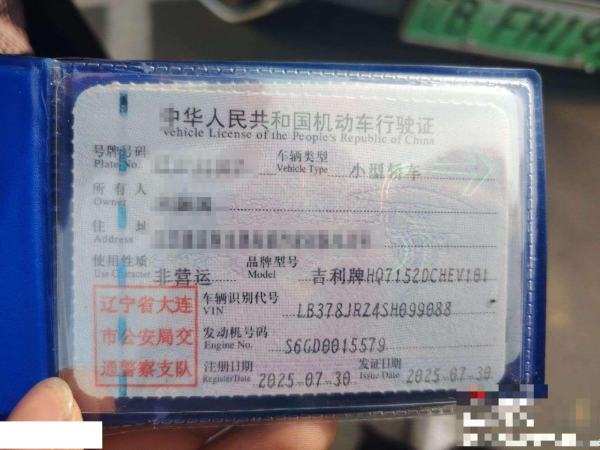 B·FH19
中华人民共和国机动车行驶证
Vehicle License of the People's Republic of China
号牌号码 车辆类型 小型轿车
Plate No. Vehicle Type
所有人
Owner
住 址
Address
使用性质 非营运 品牌型号 吉利牌HQ7152DCHEV181
Use Character Model
辽宁省大连 车辆识别代号 LB378JRZ4SH099088
VIN
市公安局交 发动机号码 S6GD0015579
Engine No.
通警察支队 注册日期 2025-07-30 发证日期 2025-07-30
Register Date Issue Date